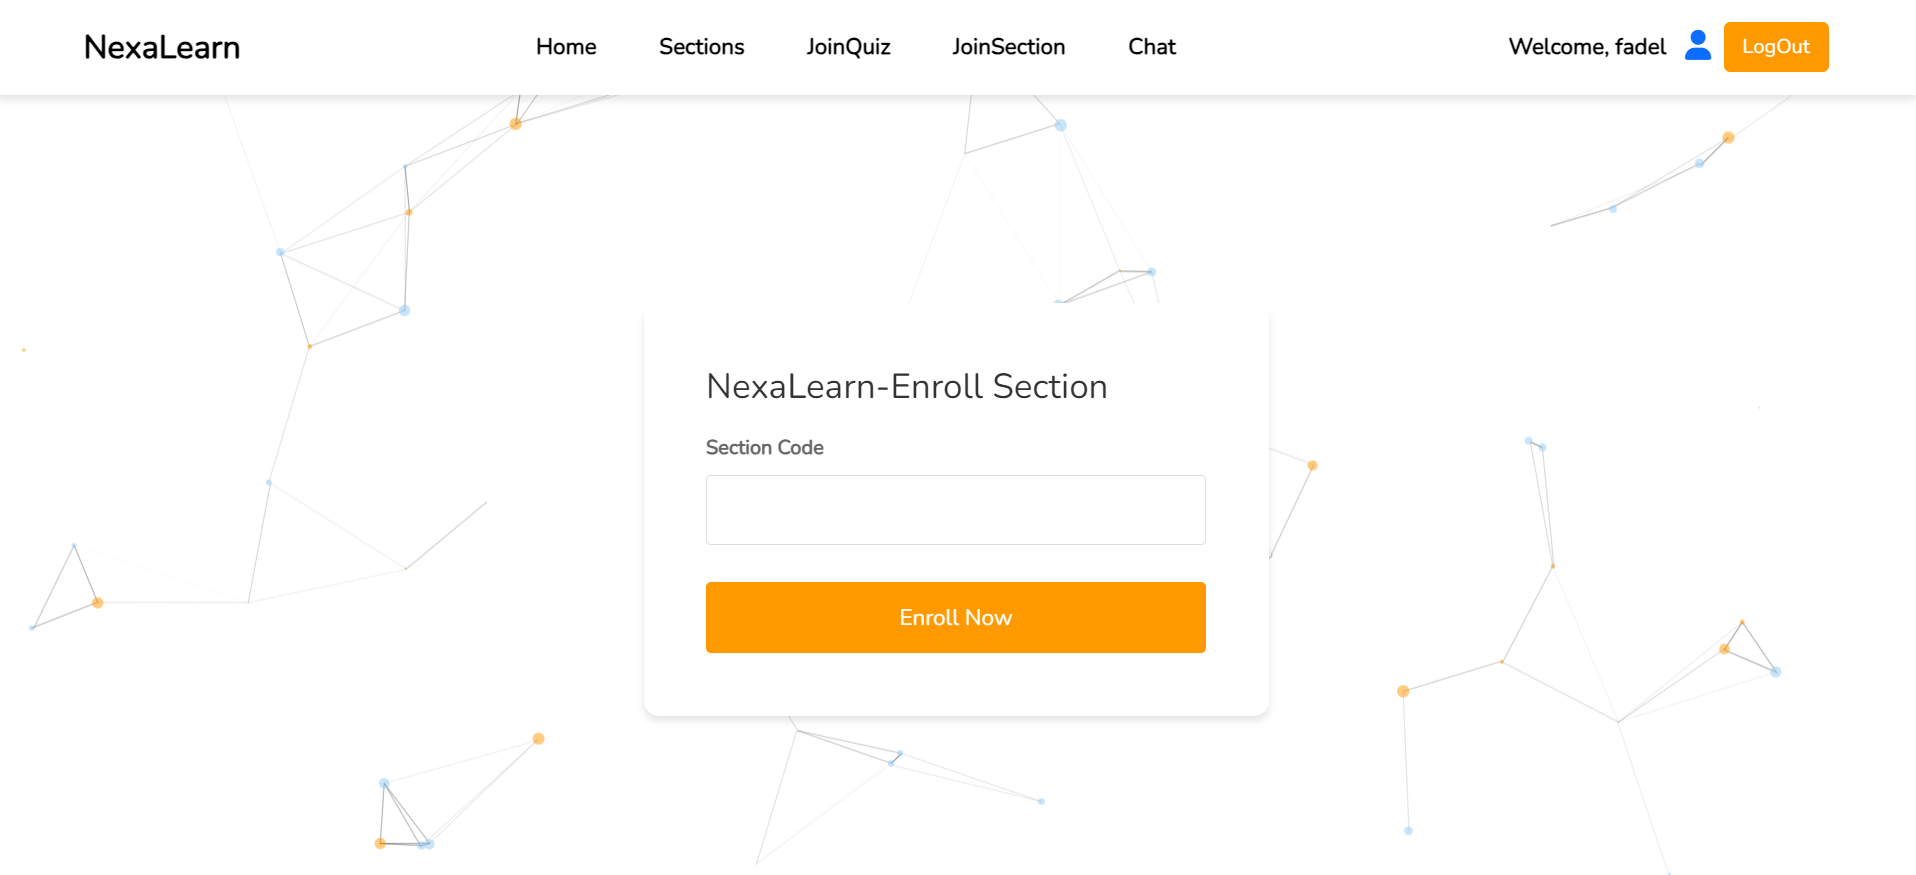 NexaLearn
Home Sections JoinQuiz JoinSection Chat
Welcome, fadel LogOut
NexaLearn-Enroll Section
Section Code
Enroll Now